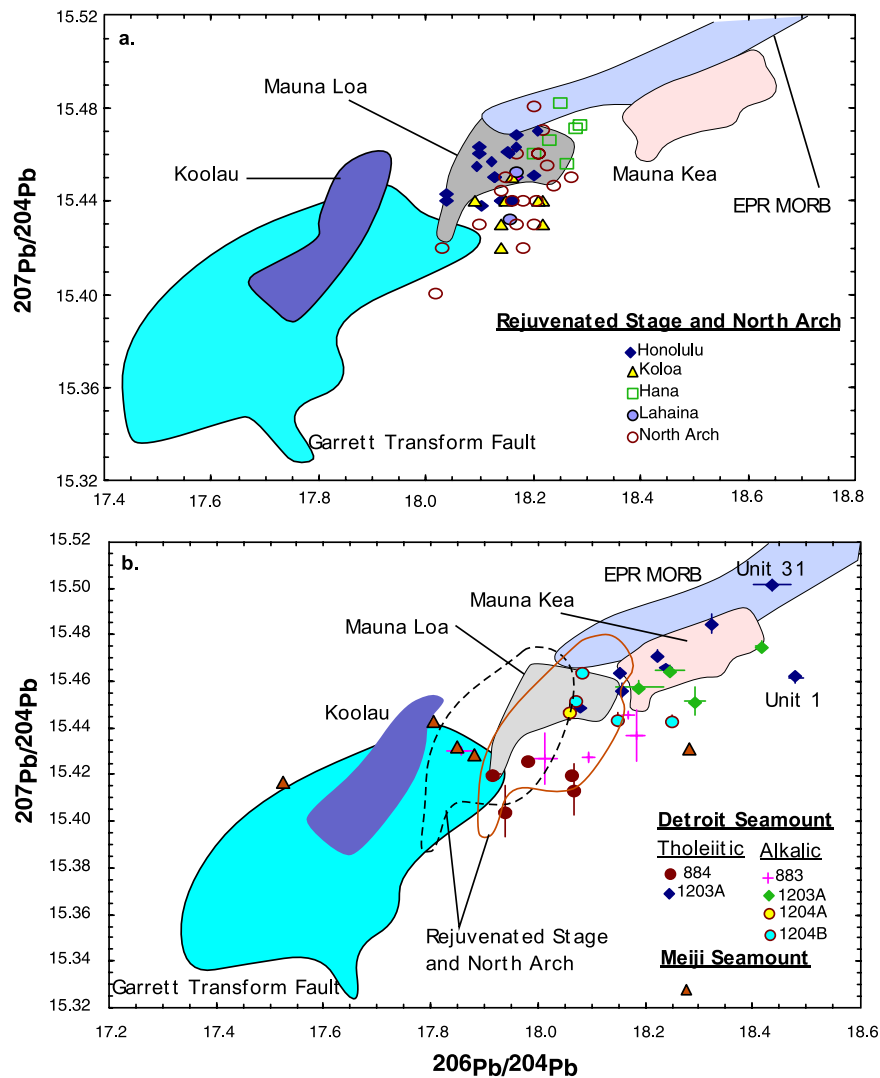 a.
15.52
15.48
15.44
15.40
15.36
15.32
207Pb/204Pb
Mauna Loa
Koolau
Mauna Kea
EPR MORB
Garrett Transform Fault
Rejuvenated Stage and North Arch
Honolulu
Koloa
Hana
Lahaina
North Arch
17.4 17.6 17.8 18.0 18.2 18.4 18.6 18.8
b.
15.52
15.50
15.48
15.46
15.44
15.42
15.40
15.38
15.36
15.34
15.32
207Pb/204Pb
EPR MORB
Unit 31
Mauna Kea
Mauna Loa
Koolau
Unit 1
Rejuvenated Stage
and North Arch
Garrett Transform Fault
Detroit Seamount
Tholeiitic Alkalic
884 883
1203A 1203A
1204A
1204B
Meiji Seamount
17.2 17.4 17.6 17.8 18.0 18.2 18.4 18.6
206Pb/204Pb